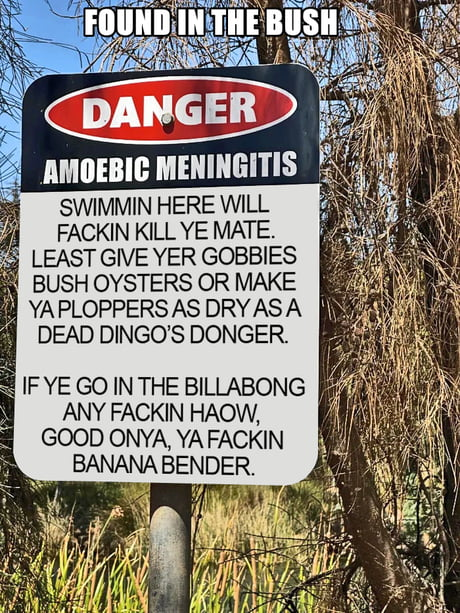 FOUND IN THE BUSH
DANGER
AMOEBIC MENINGITIS
SWIMMIN HERE WILL
FACKIN KILL YE MATE.
LEAST GIVE YER GOBBIES
BUSH OYSTERS OR MAKE
YA PLOPPERS AS DRY AS A
DEAD DINGO'S DONGER.
IF YE GO IN THE BILLABONG
ANY FACKIN HAOW,
GOOD ONYA, YA FACKIN
BANANA BENDER.